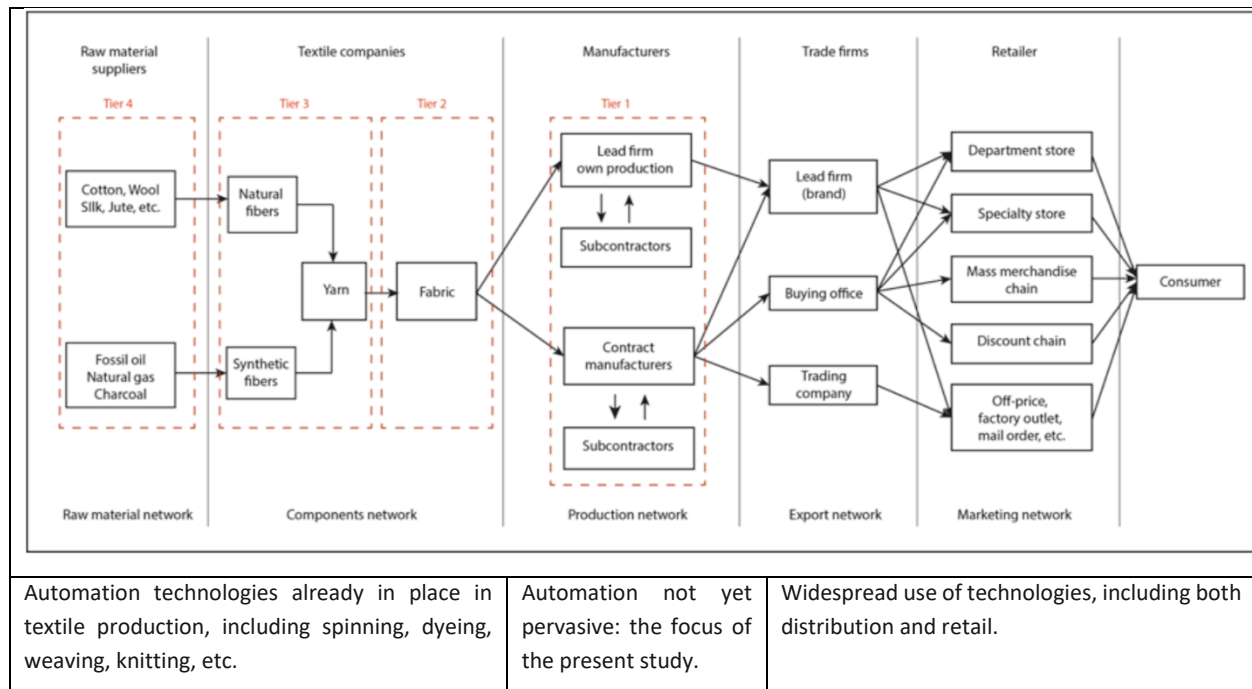 Raw material
suppliers
Textile companies
Manufacturers
Trade firms
Retailer
Tier 4
Tier 3
Tier 2
Tier 1
Cotton, Wool
SIlk, Jute, etc.
Natural
fibers
Yarn
Fabric
Fossil oil
Natural gas
Charcoal
Synthetic
fibers
Lead firm
own production
Subcontractors
Contract
manufacturers
Subcontractors
Lead firm
(brand)
Buying office
Trading
company
Department store
Specialty store
Mass merchandise
chain
Discount chain
Off-price,
factory outlet,
mail order, etc.
Consumer
Raw material network
Components network
Production network
Export network
Marketing network
Automation technologies already in place in
textile production, including spinning, dyeing,
weaving, knitting, etc.
Automation not yet
pervasive: the focus of
the present study.
Widespread use of technologies, including both
distribution and retail.